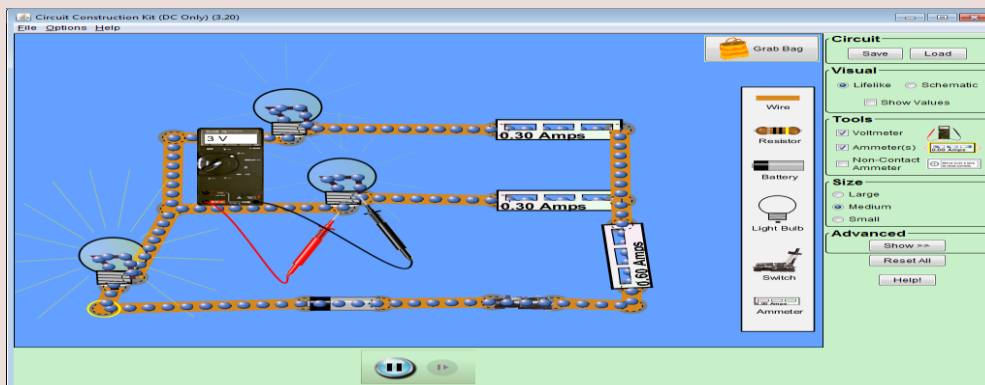 Circuit Construction Kit (DC Only) (3.20)
File Options Help
Grab Bag
3 V
0.30 Amps
0.30 Amps
0.60 Amps
Wire
Resistor
Battery
Light Bulb
Switch
Ammeter
Circuit
Save Load
Visual
Lifelike Schematic
Show Values
Tools
Voltmeter
Ammeter(s)
Non-Contact
Ammeter
Size
Large
Medium
Small
Advanced
Show >>
Reset All
Help!